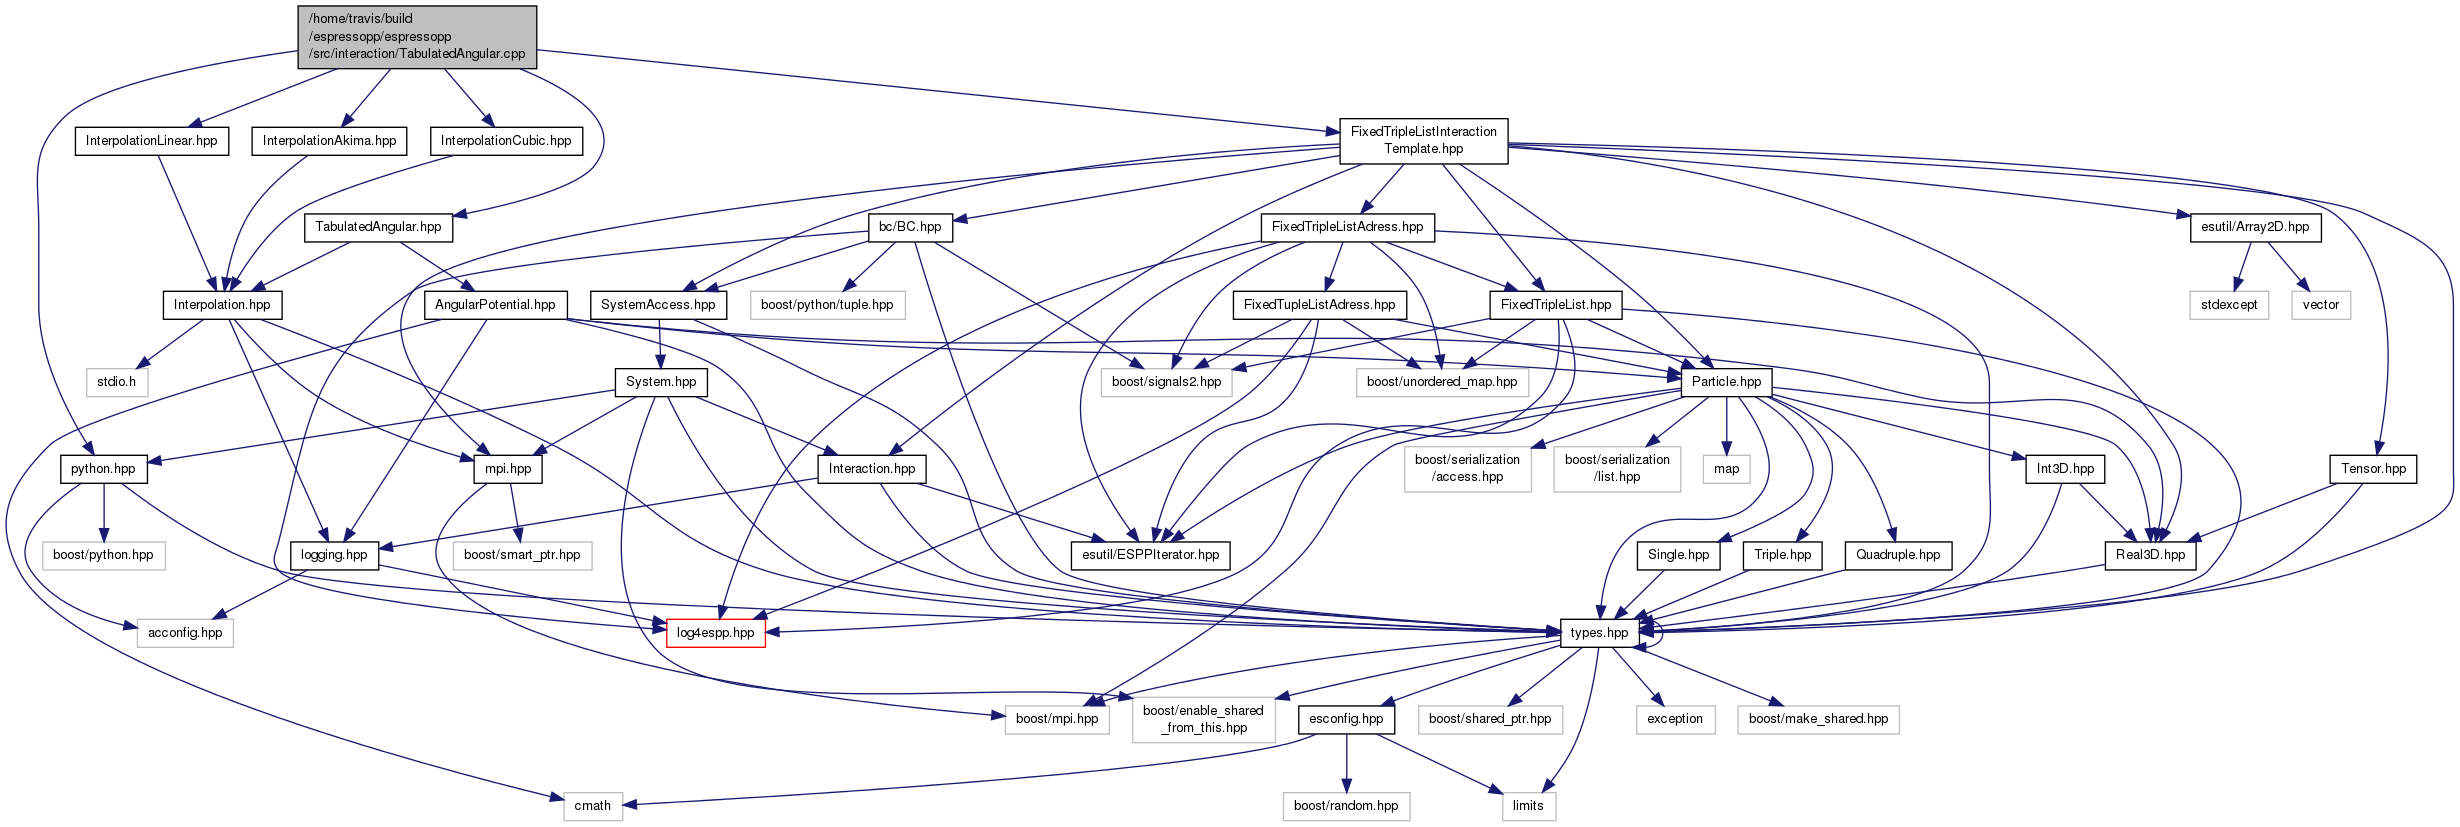 /home/travis/build
/espressopp/espressopp
/src/interaction/TabulatedAngular.cpp
InterpolationLinear.hpp
InterpolationAkima.hpp
InterpolationCubic.hpp
FixedTripleListInteraction
Template.hpp
TabulatedAngular.hpp
bc/BC.hpp
FixedTripleListAdress.hpp
esutil/Array2D.hpp
Interpolation.hpp
AngularPotential.hpp
SystemAccess.hpp
boost/python/tuple.hpp
FixedTupleListAdress.hpp
FixedTripleList.hpp
stdexcept
vector
stdio.h
System.hpp
boost/signals2.hpp
boost/unordered_map.hpp
Particle.hpp
python.hpp
mpi.hpp
Interaction.hpp
boost/serialization
/access.hpp
boost/serialization
/list.hpp
map
Int3D.hpp
Tensor.hpp
boost/python.hpp
logging.hpp
boost/smart_ptr.hpp
esutil/ESPPIterator.hpp
Single.hpp
Triple.hpp
Quadruple.hpp
Real3D.hpp
acconfig.hpp
log4espp.hpp
types.hpp
boost/mpi.hpp
boost/enable_shared
_from_this.hpp
esconfig.hpp
boost/shared_ptr.hpp
exception
boost/make_shared.hpp
cmath
boost/random.hpp
limits